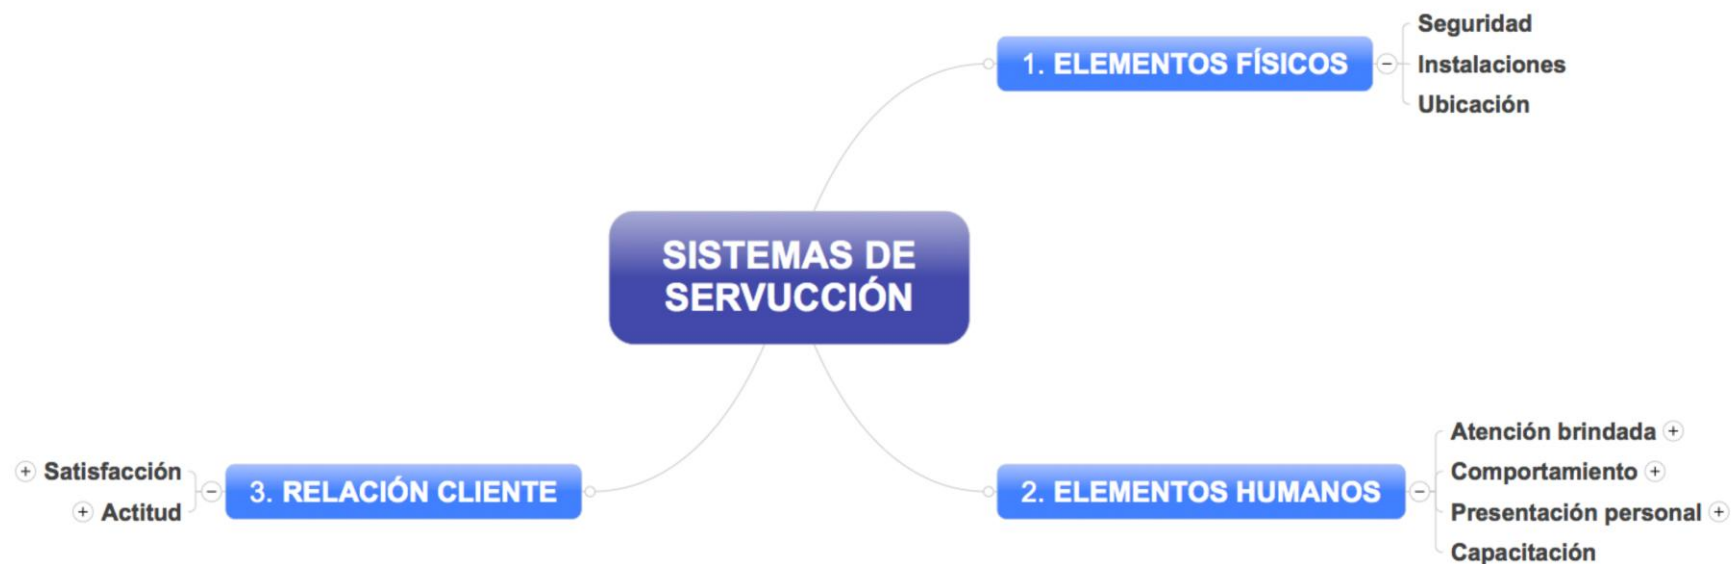 SISTEMAS DE
SERVUCCIÓN
1. ELEMENTOS FÍSICOS
Seguridad
Instalaciones
Ubicación
2. ELEMENTOS HUMANOS
Atención brindada
Comportamiento
Presentación personal
Capacitación
3. RELACIÓN CLIENTE
Satisfacción
Actitud